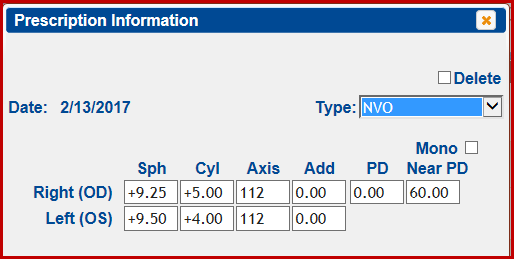 Prescription Information
Delete
Date: 2/13/2017 Type: NVO
Mono
Sph Cyl Axis Add PD Near PD
Right (OD) +9.25 +5.00 112 0.00 0.00 60.00
Left (OS) +9.50 +4.00 112 0.00